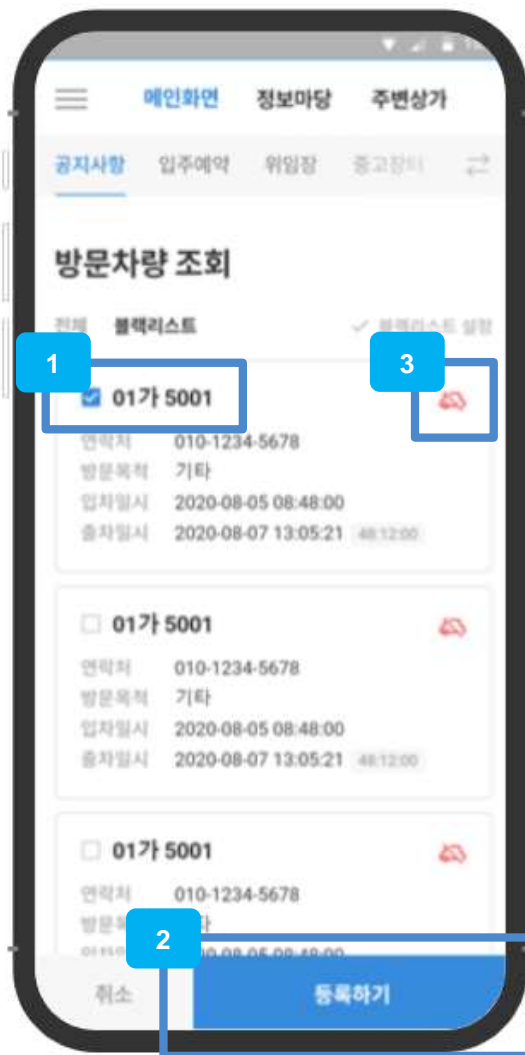 메인화면 정보마당 주변상가
공지사항 입주예약 위임장 중고장터
방문차량 조회
전체 블랙리스트 블랙리스트 설정
1
3
01가 5001
연락처 010-1234-5678
방문목적 기타
입차일시 2020-08-05 08:48:00
출차일시 2020-08-07 13:05:21 48:12:00
01가 5001
연락처 010-1234-5678
방문목적 기타
입차일시 2020-08-05 08:48:00
출차일시 2020-08-07 13:05:21 48:12:00
01가 5001
연락처 010-1234-5678
2
취소 등록하기